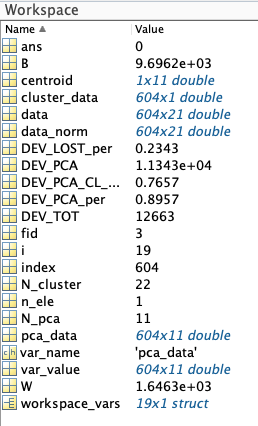 Workspace
Name Value
ans 0
B 9.6962e+03
centroid 1x11 double
cluster_data 604x1 double
data 604x21 double
data_norm 604x21 double
DEV_LOST_per 0.2343
DEV_PCA 1.1343e+04
DEV_PCA_CL_... 0.7657
DEV_PCA_per 0.8957
DEV_TOT 12663
fid 3
i 19
index 604
N_cluster 22
n_ele 1
N_pca 11
pca_data 604x11 double
var_name 'pca_data'
var_value 604x11 double
W 1.6463e+03
workspace_vars 19x1 struct